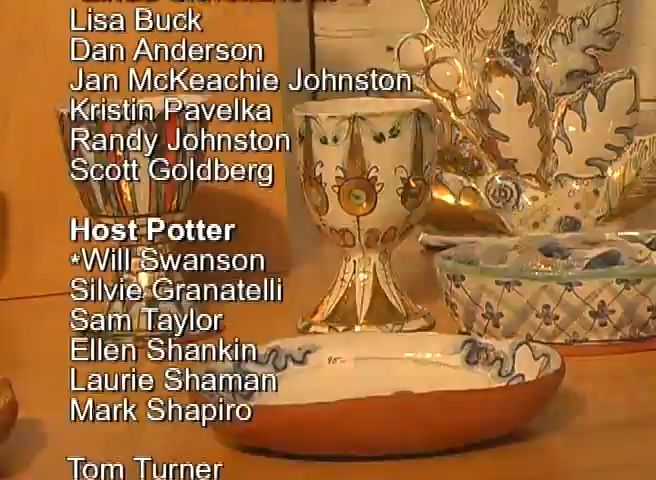 Lisa Buck
Dan Anderson
Jan McKeachie Johnston
Kristin Pavelka
Randy Johnston
Scott Goldberg
Host Potter
*Will Swanson
Silvie Granatelli
Sam Taylor
Ellen Shankin
Laurie Shaman
Mark Shapiro
Tom Turner